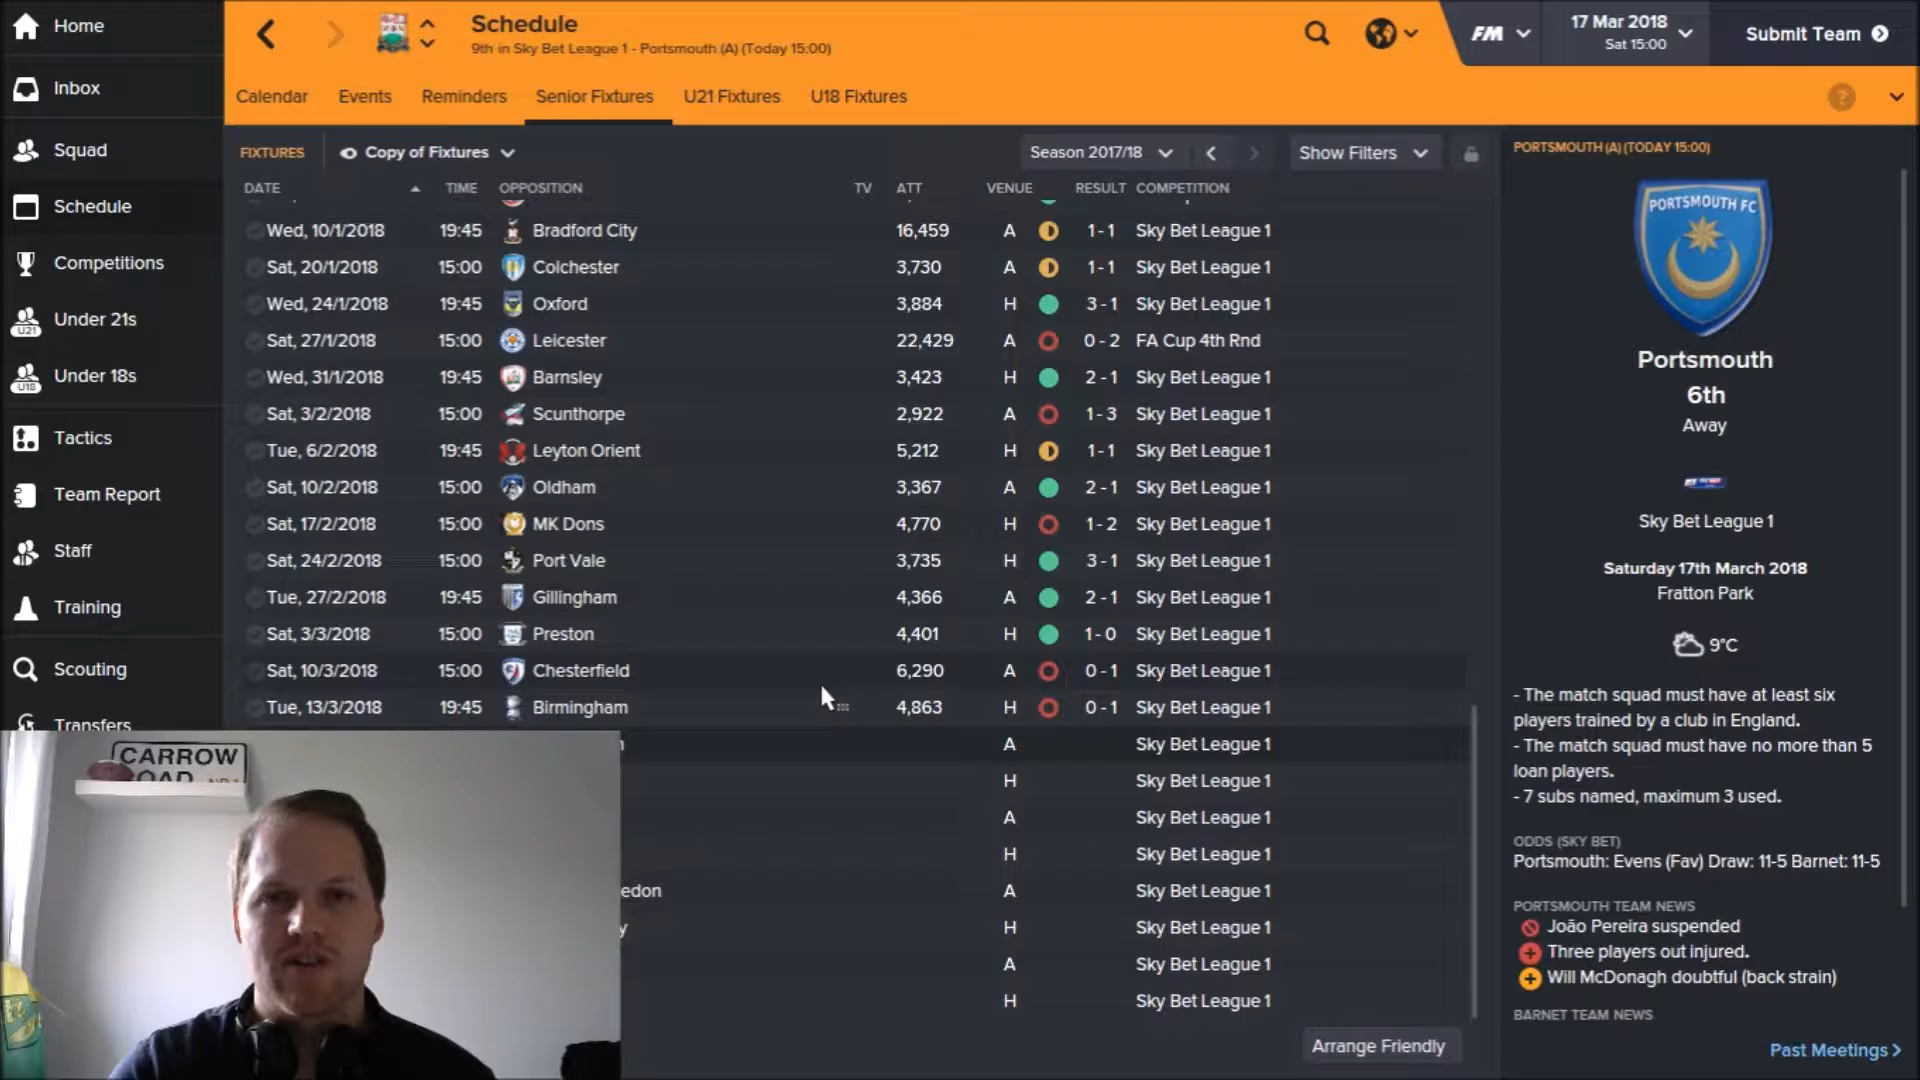 Home
Inbox
Squad
Schedule
Competitions
Under 21s
U21
Under 18s
U18
Tactics
Team Report
Staff
Training
Scouting
Transfers
Schedule
9th in Sky Bet League 1 - Portsmouth (A) (Today 15:00)
FM
17 Mar 2018
Sat 15:00
Submit Team
Calendar Events Reminders Senior Fixtures U21 Fixtures U18 Fixtures
?
FIXTURES Copy of Fixtures Season 2017/18 Show Filters
DATE TIME OPPOSITION TV ATT VENUE RESULT COMPETITION
Wed, 10/1/2018 19:45 Bradford City 16,459 A 1 - 1 Sky Bet League 1
Sat, 20/1/2018 15:00 Colchester 3,730 A 1 - 1 Sky Bet League 1
Wed, 24/1/2018 19:45 Oxford 3,884 H 3 - 1 Sky Bet League 1
Sat, 27/1/2018 15:00 Leicester 22,429 A 0 - 2 FA Cup 4th Rnd
Wed, 31/1/2018 19:45 Barnsley 3,423 H 2 - 1 Sky Bet League 1
Sat, 3/2/2018 15:00 Scunthorpe 2,922 A 1 - 3 Sky Bet League 1
Tue, 6/2/2018 19:45 Leyton Orient 5,212 H 1 - 1 Sky Bet League 1
Sat, 10/2/2018 15:00 Oldham 3,367 A 2 - 1 Sky Bet League 1
Sat, 17/2/2018 15:00 MK Dons 4,770 H 1 - 2 Sky Bet League 1
Sat, 24/2/2018 15:00 Port Vale 3,735 H 3 - 1 Sky Bet League 1
Tue, 27/2/2018 19:45 Gillingham 4,366 A 2 - 1 Sky Bet League 1
Sat, 3/3/2018 15:00 Preston 4,401 H 1 - 0 Sky Bet League 1
Sat, 10/3/2018 15:00 Chesterfield 6,290 A 0 - 1 Sky Bet League 1
Tue, 13/3/2018 19:45 Birmingham 4,863 H 0 - 1 Sky Bet League 1
A Sky Bet League 1
H Sky Bet League 1
A Sky Bet League 1
H Sky Bet League 1
edon A Sky Bet League 1
y H Sky Bet League 1
A Sky Bet League 1
H Sky Bet League 1
Arrange Friendly
CARROW
ROAD
PORTSMOUTH (A) (TODAY 15:00)
PORTSMOUTH FC
Portsmouth
6th
Away
Sky Bet League 1
Saturday 17th March 2018
Fratton Park
9°C
- The match squad must have at least six
players trained by a club in England.
- The match squad must have no more than 5
loan players.
- 7 subs named, maximum 3 used.
ODDS (SKY BET)
Portsmouth: Evens (Fav) Draw: 11-5 Barnet: 11-5
PORTSMOUTH TEAM NEWS
João Pereira suspended
Three players out injured.
Will McDonagh doubtful (back strain)
BARNET TEAM NEWS
Past Meetings